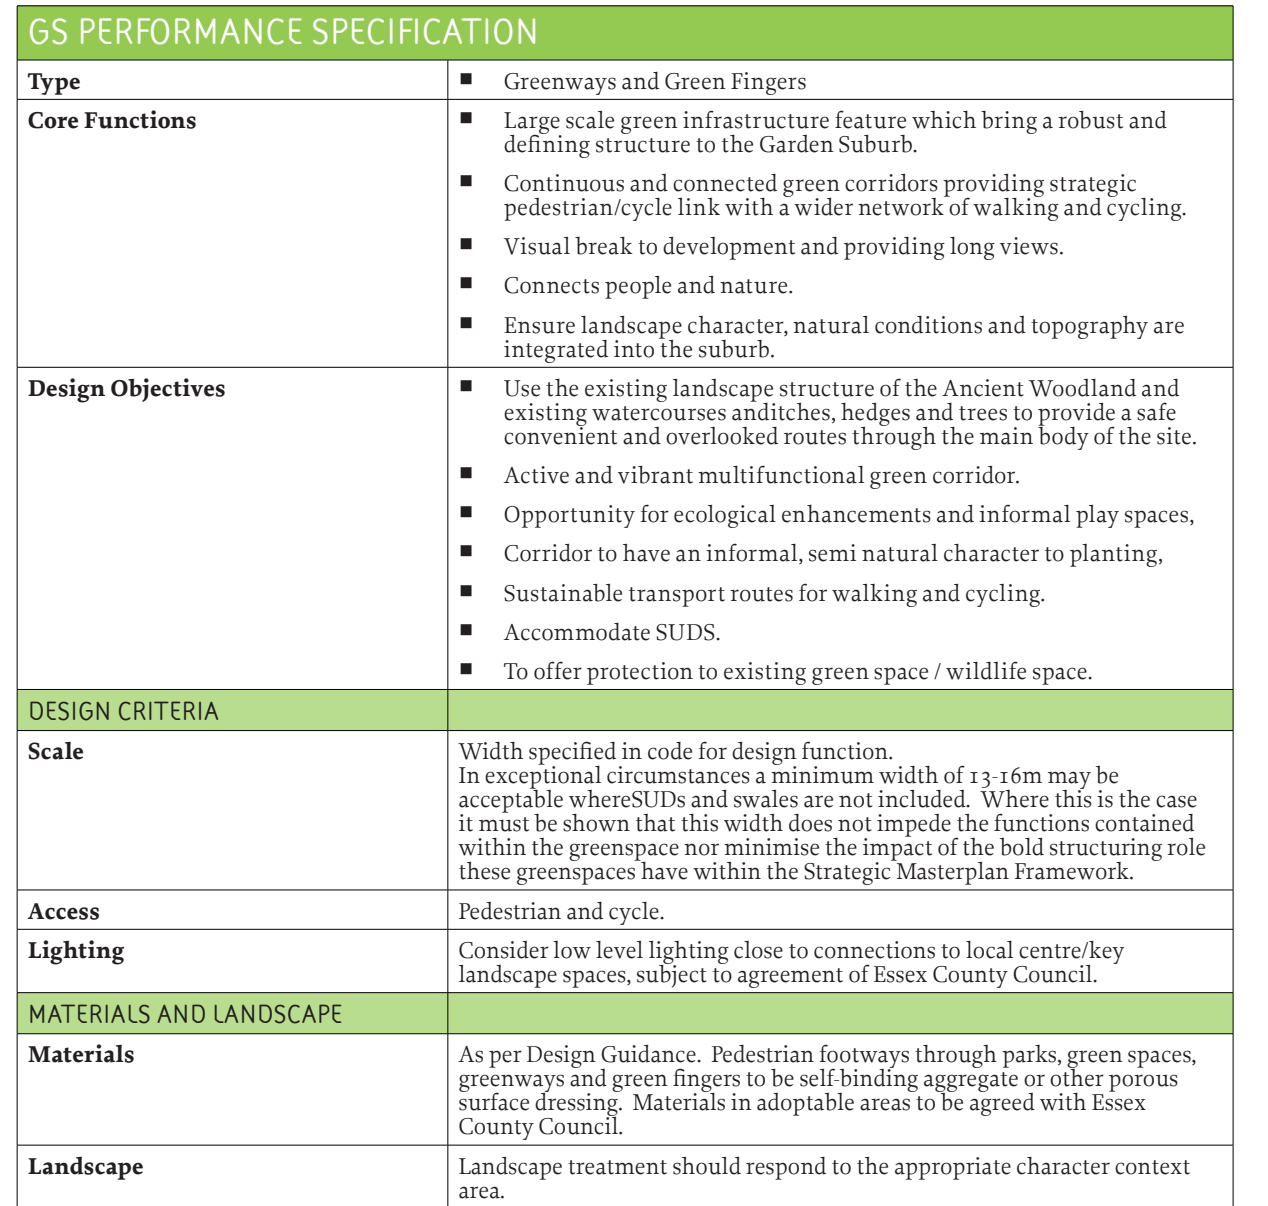 GS PERFORMANCE SPECIFICATION
Type
■ Greenways and Green Fingers
Core Functions
■ Large scale green infrastructure feature which bring a robust and
defining structure to the Garden Suburb.
■ Continuous and connected green corridors providing strategic
pedestrian/cycle link with a wider network of walking and cycling.
■ Visual break to development and providing long views.
■ Connects people and nature.
■ Ensure landscape character, natural conditions and topography are
integrated into the suburb.
Design Objectives
■ Use the existing landscape structure of the Ancient Woodland and
existing watercourses anditches, hedges and trees to provide a safe
convenient and overlooked routes through the main body of the site.
■ Active and vibrant multifunctional green corridor.
■ Opportunity for ecological enhancements and informal play spaces,
■ Corridor to have an informal, semi natural character to planting,
■ Sustainable transport routes for walking and cycling.
■ Accommodate SUDS.
■ To offer protection to existing green space / wildlife space.
DESIGN CRITERIA
Scale
Width specified in code for design function.
In exceptional circumstances a minimum width of 13-16m may be
acceptable whereSUDs and swales are not included.  Where this is the case
it must be shown that this width does not impede the functions contained
within the greenspace nor minimise the impact of the bold structuring role
these greenspaces have within the Strategic Masterplan Framework.
Access
Pedestrian and cycle.
Lighting
Consider low level lighting close to connections to local centre/key
landscape spaces, subject to agreement of Essex County Council.
MATERIALS AND LANDSCAPE
Materials
As per Design Guidance.  Pedestrian footways through parks, green spaces,
greenways and green fingers to be self-binding aggregate or other porous
surface dressing.  Materials in adoptable areas to be agreed with Essex
County Council.
Landscape
Landscape treatment should respond to the appropriate character context
area.